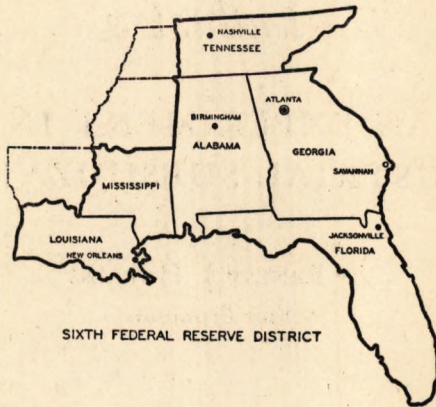 NASHVILLE
TENNESSEE
BIRMINGHAM
ALABAMA
ATLANTA
GEORGIA
SAVANNAH
MISSISSIPPI
LOUISIANA
NEW ORLEANS
JACKSONVILLE
FLORIDA
SIXTH FEDERAL RESERVE DISTRICT